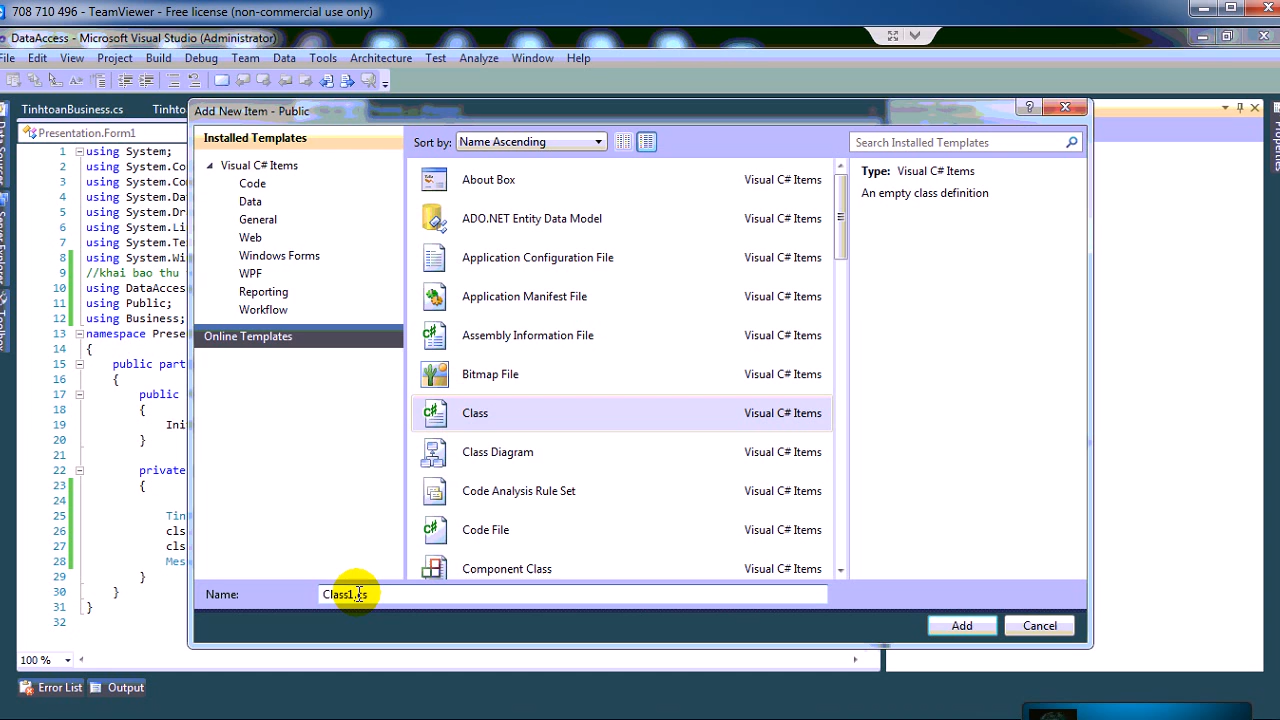 708 710 496 - TeamViewer - Free license (non-commercial use only)
DataAccess - Microsoft Visual Studio (Administrator)
File Edit View Project Build Debug Team Data Tools Architecture Test Analyze Window Help
TinhtoanBusiness.cs Tinhto
Add New Item - Public
Presentation.Form1
Installed Templates
Sort by: Name Ascending
Search Installed Templates
Visual C# Items
Code
Data
General
Web
Windows Forms
WPF
Reporting
Workflow
Online Templates
About Box Visual C# Items
ADO.NET Entity Data Model Visual C# Items
Application Configuration File Visual C# Items
Application Manifest File Visual C# Items
Assembly Information File Visual C# Items
Bitmap File Visual C# Items
Class Visual C# Items
Class Diagram Visual C# Items
Code Analysis Rule Set Visual C# Items
Code File Visual C# Items
Component Class Visual C# Items
Type: Visual C# Items
An empty class definition
1 using System;
2 using System.Co
3 using System.Co
4 using System.Da
5 using System.Dr
6 using System.Li
7 using System.Te
8 using System.Wi
9 //khai bao thu
10 using DataAcces
11 using Public;
12 using Business;
13 namespace Prese
14 {
15 public part
16 {
17 public
18 {
19 Ini
20 }
21
22 private
23 {
24
25 Tin
26 cls
27 cls
28 Mes
29 }
30 }
31 }
32
Name: Class1.cs
Add Cancel
100 %
Error List Output
Data Sources
Server Explorer
Toolbox
Properties